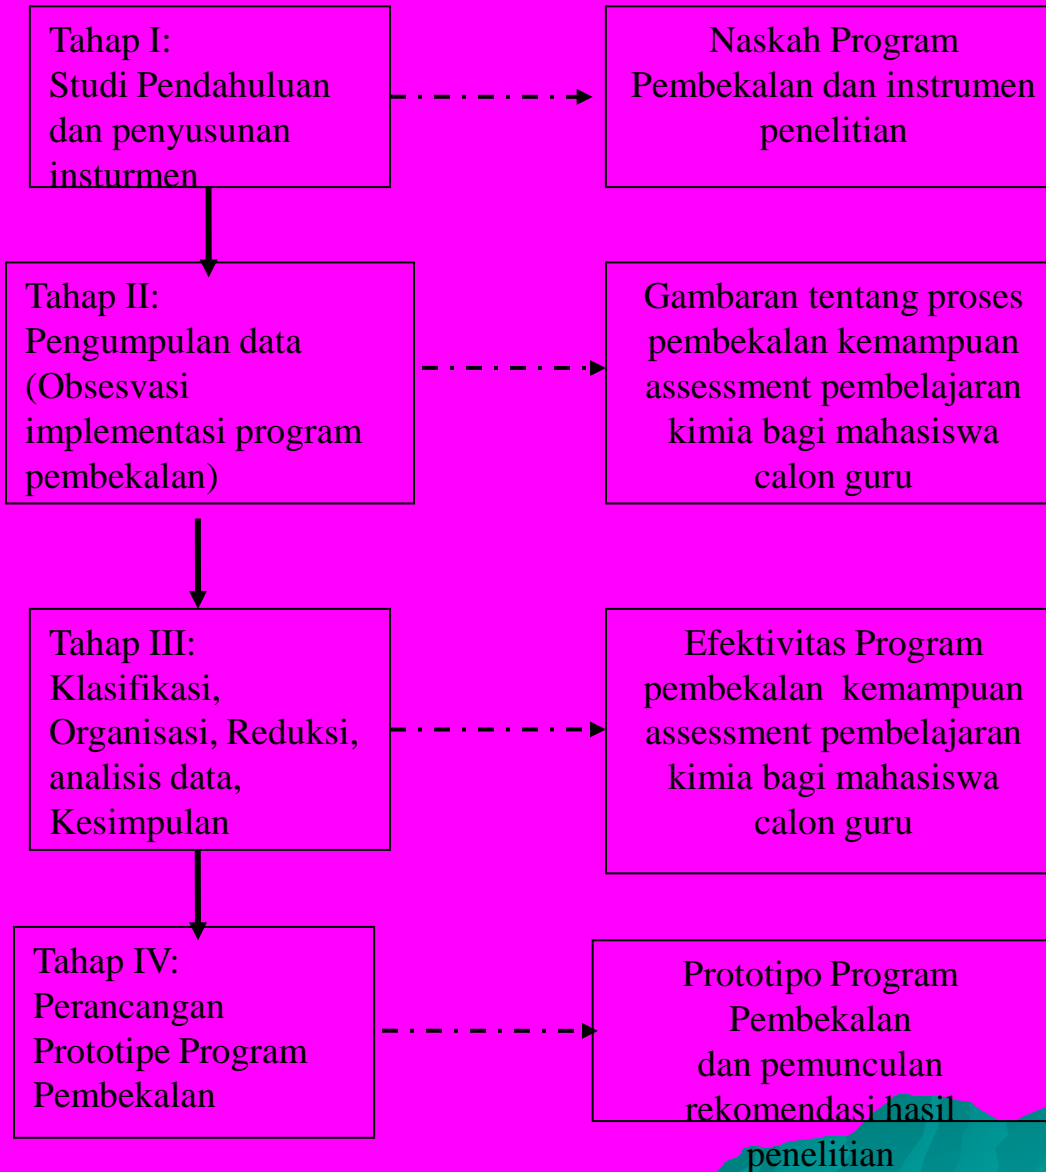 Tahap I:
Studi Pendahuluan
dan penyusunan
insturmen
Naskah Program
Pembekalan dan instrumen
penelitian
Tahap II:
Pengumpulan data
(Obsesvasi
implementasi program
pembekalan)
Gambaran tentang proses
pembekalan kemampuan
assessment pembelajaran
kimia bagi mahasiswa
calon guru
Tahap III:
Klasifikasi,
Organisasi, Reduksi,
analisis data,
Kesimpulan
Efektivitas Program
pembekalan kemampuan
assessment pembelajaran
kimia bagi mahasiswa
calon guru
Tahap IV:
Perancangan
Prototipe Program
Pembekalan
Prototipo Program
Pembekalan
dan pemunculan
rekomendasi hasil
penelitian